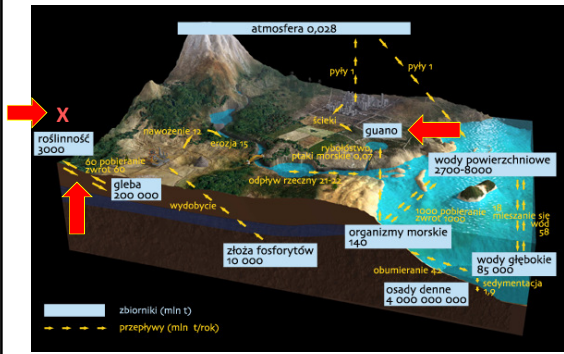 atmosfera 0,028
pyły 1
pyły 1
X
ścieki
guano
nawożenie 12
erozja 15
rybołóstwo,
ptaki morskie 0,07
roślinność
3000
60 pobieranie
zwrot 60
gleba
200 000
wody powierzchniowe
2700-8000
odpływ rzeczny 21-22
wydobycie
1000 pobieranie
zwrot 1000
18
mieszanie się
wód
58
organizmy morskie
140
złoża fosforytów
10 000
obumieranie 42
wody głębokie
85 000
osady denne
4 000 000 000
sedymentacja
1,9
zbiorniki (mln t)
przepływy (mln t/rok)